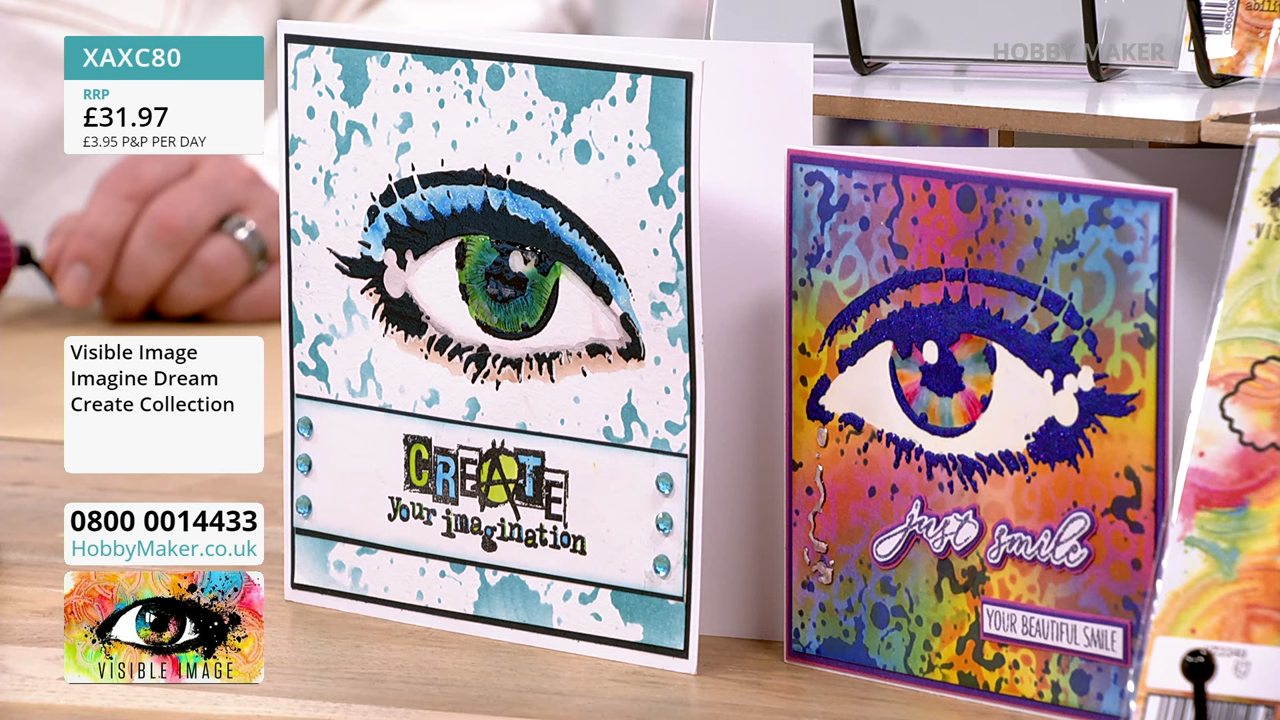 XAXC80
RRP
£31.97
£3.95 P&P PER DAY
Visible Image
Imagine Dream
Create Collection
0800 0014433
HobbyMaker.co.uk
VISIBLE IMAGE
HOBBY MAKER
CREATE
your imagination
just smile
YOUR BEAUTIFUL SMILE